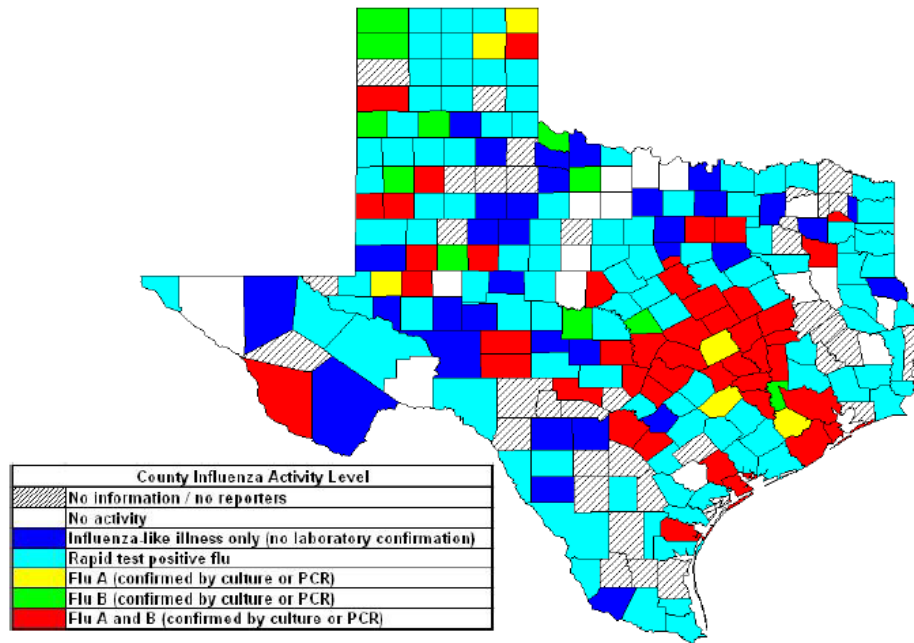 County Influenza Activity Level
No information / no reporters
No activity
Influenza-like illness only (no laboratory confirmation)
Rapid test positive flu
Flu A (confirmed by culture or PCR)
Flu B (confirmed by culture or PCR)
Flu A and B (confirmed by culture or PCR)